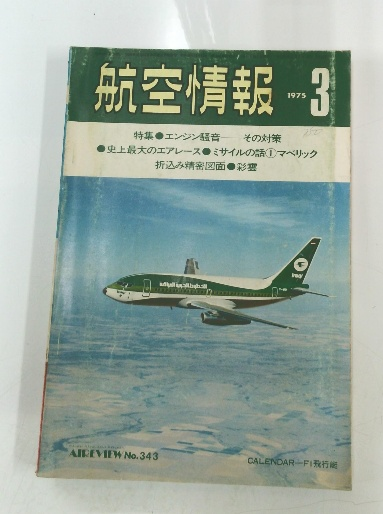 航空情報
1975 3
特集●エンジン騒音──その対策
●史上最大のエアレース●ミサイルの話①マベリック
折込み精密図面●彩雲
AIREVIEW No.343
CALENDAR—F1飛行艇